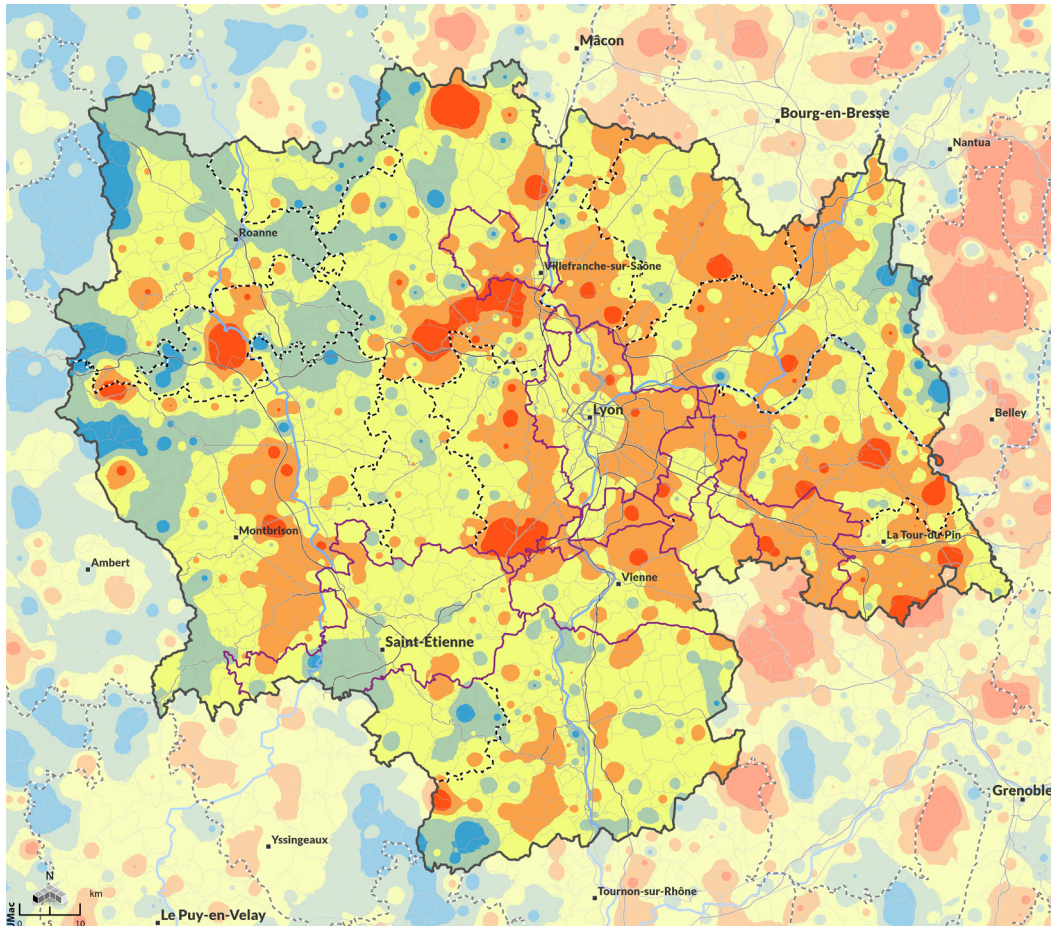 Mâcon
Bourg-en-Bresse
Nantua
Roanne
Villefranche-sur-Saône
Lyon
Belley
Montbrison
La Tour-du-Pin
Ambert
Vienne
Saint-Étienne
Grenoble
Yssingeaux
N
km
Tournon-sur-Rhône
Le Puy-en-Velay
0 5 10